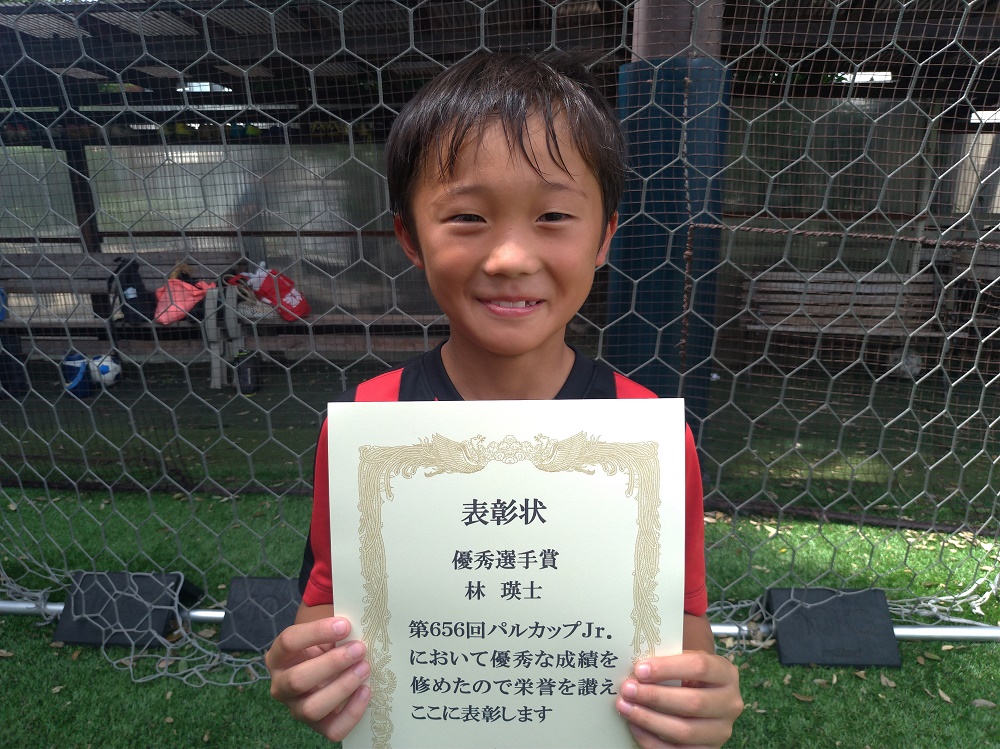 表彰状
優秀選手賞
林 瑛士
第656回パルカップJr.
において優秀な成績を
修めたので栄誉を讃え
ここに表彰します